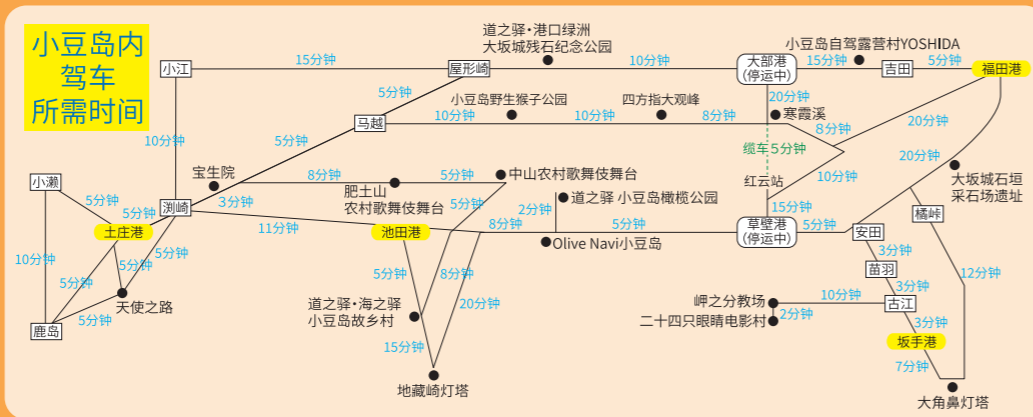 小豆岛内
驾车
所需时间
道之驿·港口绿洲
大坂城残石纪念公园
小豆岛自驾露营村YOSHIDA
小江
15分钟
屋形崎
10分钟
大部港
(停运中)
15分钟
吉田
5分钟
福田港
5分钟
小豆岛野生猴子公园
四方指大观峰
20分钟
寒霞溪
马越
10分钟
10分钟
8分钟
8分钟
20分钟
10分钟
5分钟
缆车5分钟
宝生院
8分钟
5分钟
中山农村歌舞伎舞台
10分钟
20分钟
大坂城石垣
采石场遗址
小濑
5分钟
3分钟
肥土山
农村歌舞伎舞台
红云站
渕崎
5分钟
2分钟
道之驿 小豆岛橄榄公园
15分钟
橘峠
5分钟
土庄港
11分钟
池田港
8分钟
5分钟
草壁港
(停运中)
5分钟
安田
Olive Navi小豆岛
3分钟
10分钟
5分钟
5分钟
5分钟
5分钟
8分钟
苗羽
12分钟
天使之路
道之驿·海之驿
小豆岛故乡村
20分钟
岬之分教场
10分钟
3分钟
古江
5分钟
二十四只眼睛电影村
2分钟
3分钟
鹿岛
15分钟
坂手港
7分钟
地藏崎灯塔
大角鼻灯塔